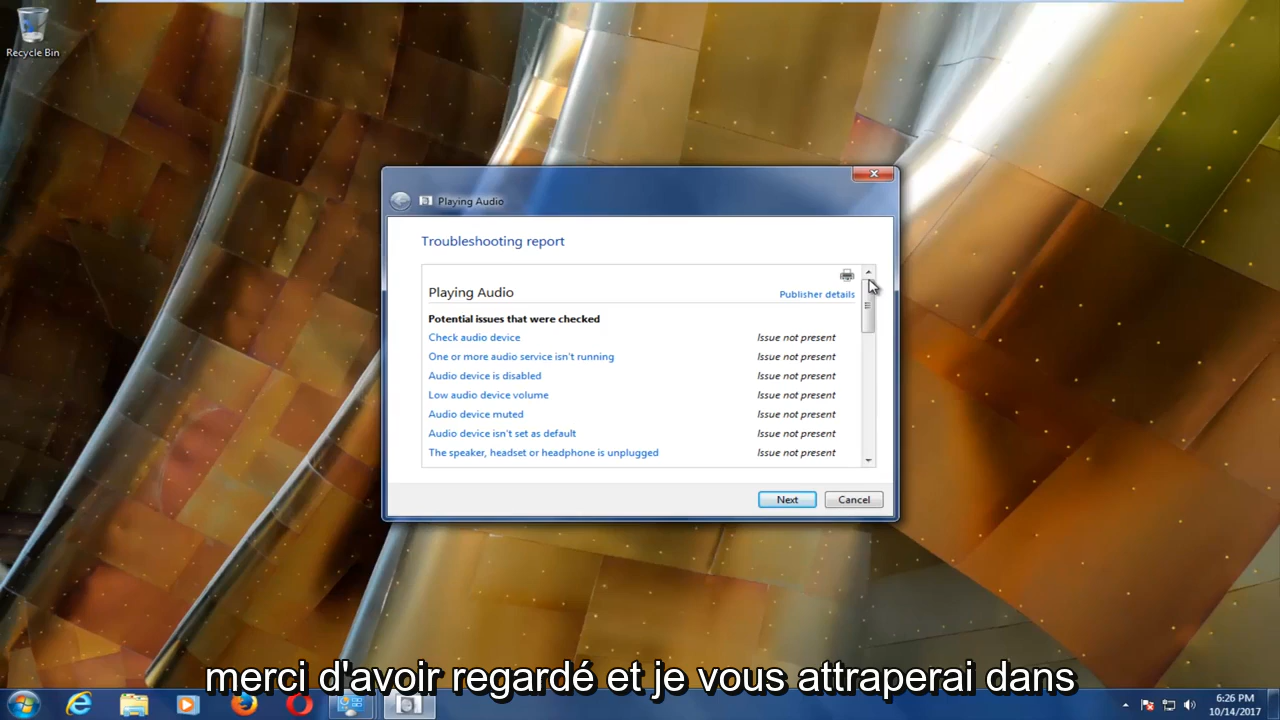 Recycle Bin
Playing Audio
Troubleshooting report
Playing Audio
Publisher details
Potential issues that were checked
Check audio device Issue not present
One or more audio service isn't running Issue not present
Audio device is disabled Issue not present
Low audio device volume Issue not present
Audio device muted Issue not present
Audio device isn't set as default Issue not present
The speaker, headset or headphone is unplugged Issue not present
Next Cancel
merci d'avoir regardé et je vous attraperai dans
6:26 PM
10/14/2017